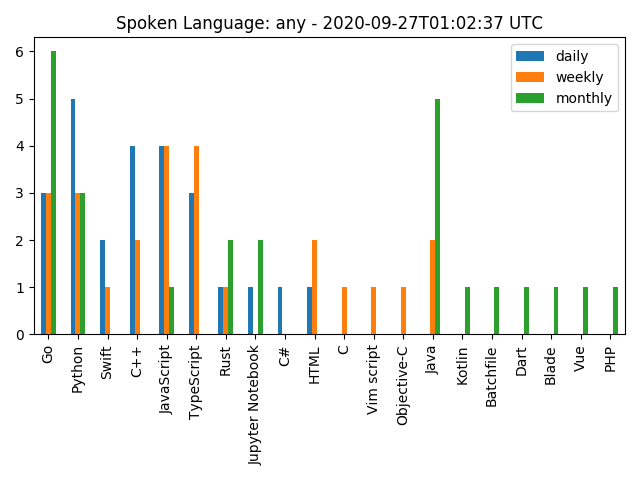 Spoken Language: any - 2020-09-27T01:02:37 UTC
daily
weekly
monthly
6
5
4
3
2
1
0
Go
Python
Swift
C++
JavaScript
TypeScript
Rust
Jupyter Notebook
C#
HTML
C
Vim script
Objective-C
Java
Kotlin
Batchfile
Dart
Blade
Vue
PHP